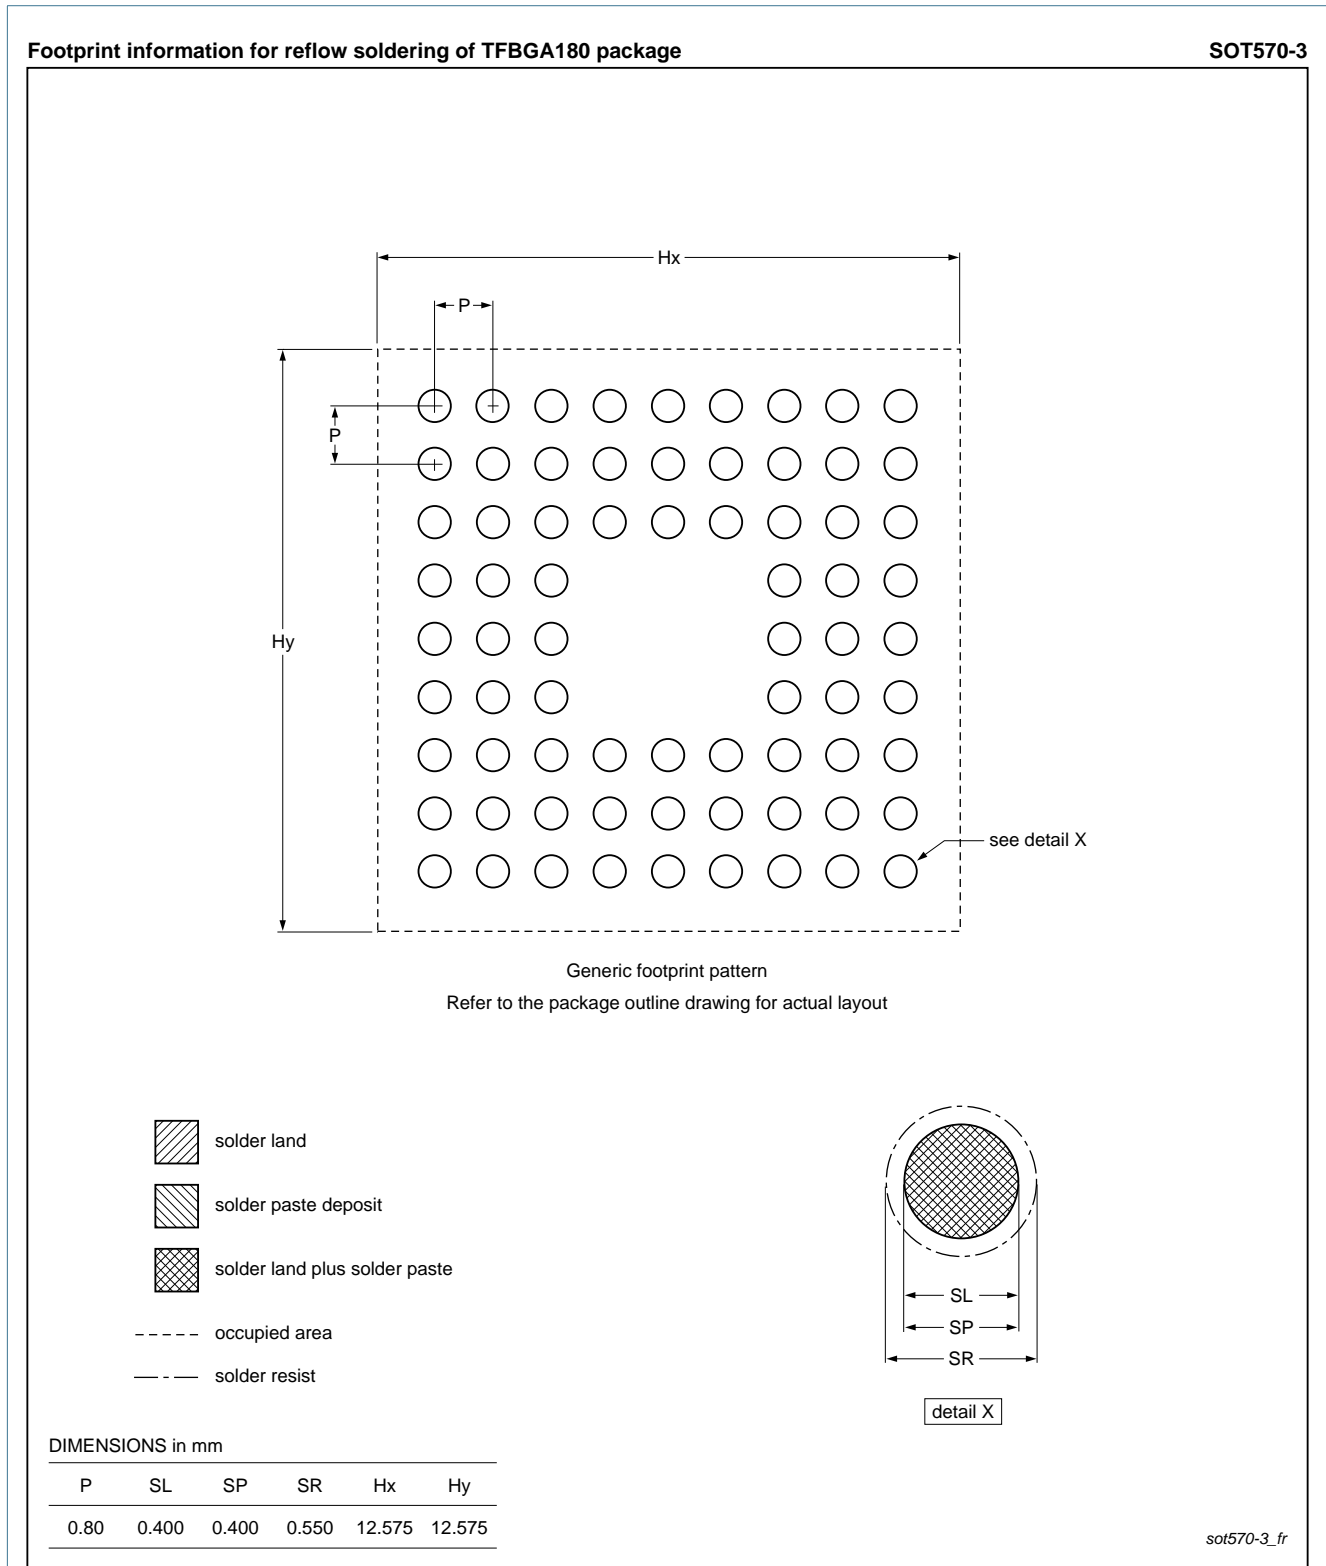 Footprint information for reflow soldering of TFBGA180 package SOT570-3
Hx
P
P
Hy
see detail X
Generic footprint pattern
Refer to the package outline drawing for actual layout
solder land
solder paste deposit
solder land plus solder paste
occupied area
solder resist
SL
SP
SR
detail X
DIMENSIONS in mm
P SL SP SR Hx Hy
0.80 0.400 0.400 0.550 12.575 12.575
sot570-3_fr